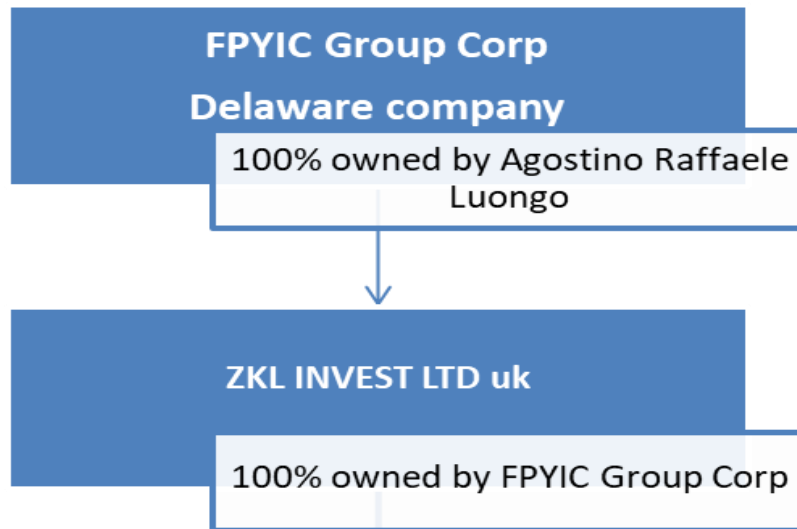 FPYIC Group Corp
Delaware company
100% owned by Agostino Raffaele
Luongo
ZKL INVEST LTD uk
100% owned by FPYIC Group Corp